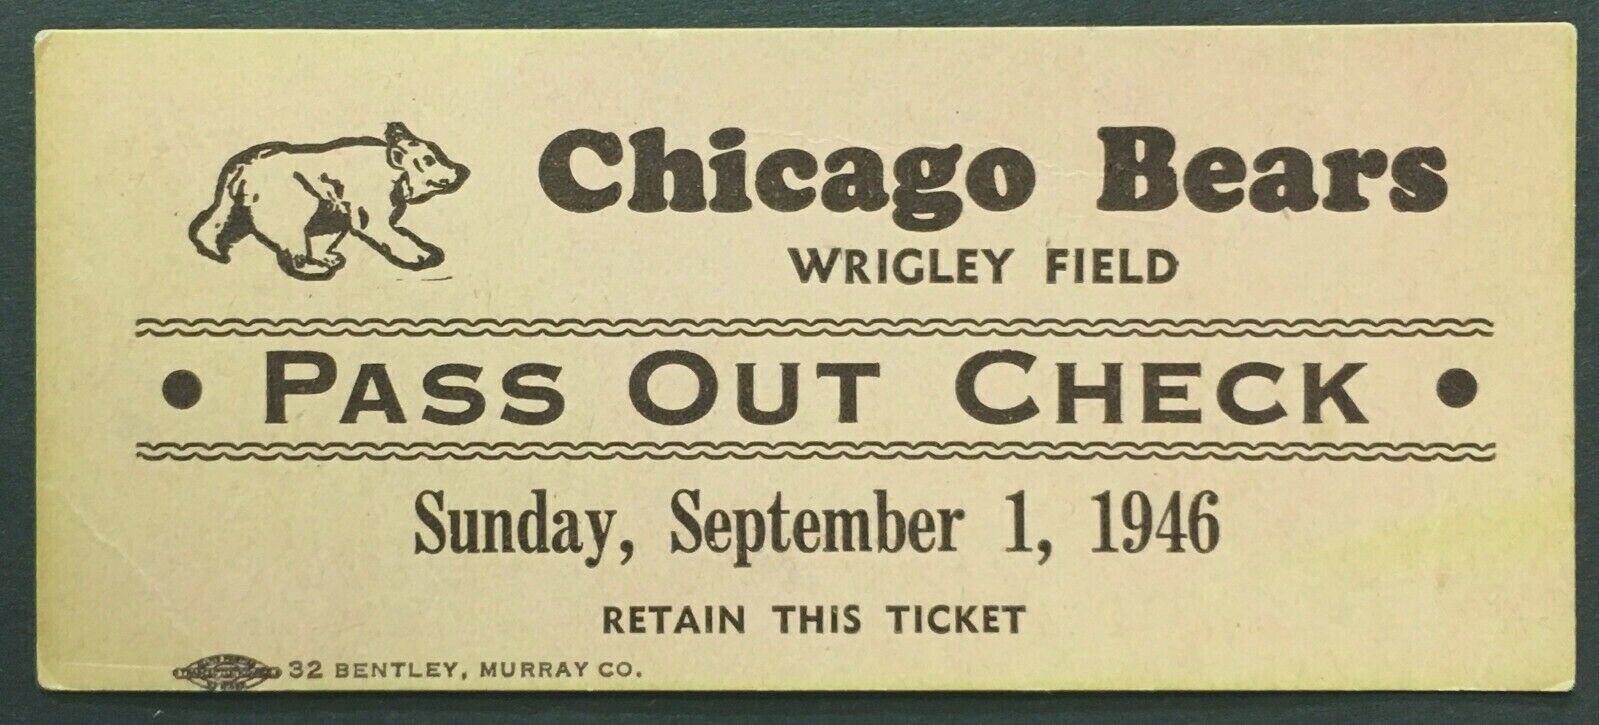 Chicago Bears
WRIGLEY FIELD
• PASS OUT CHECK •
Sunday, September 1, 1946
RETAIN THIS TICKET
32 BENTLEY, MURRAY CO.